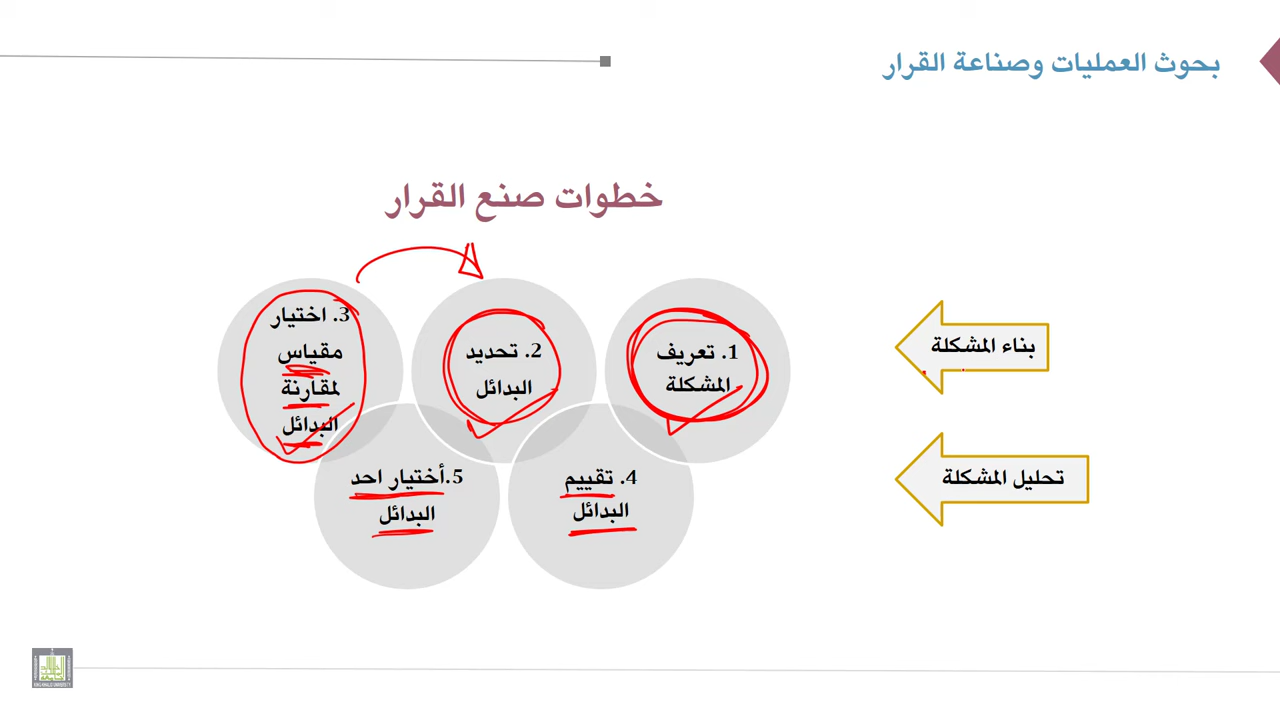 بحوث العمليات وصناعة القرار
خطوات صنع القرار
بناء المشكلة
1. تعريف
المشكلة
2. تحديد
البدائل
3. اختيار
مقياس
لمقارنة
البدائل
تحليل المشكلة
4. تقييم
البدائل
5.أختيار احد
البدائل